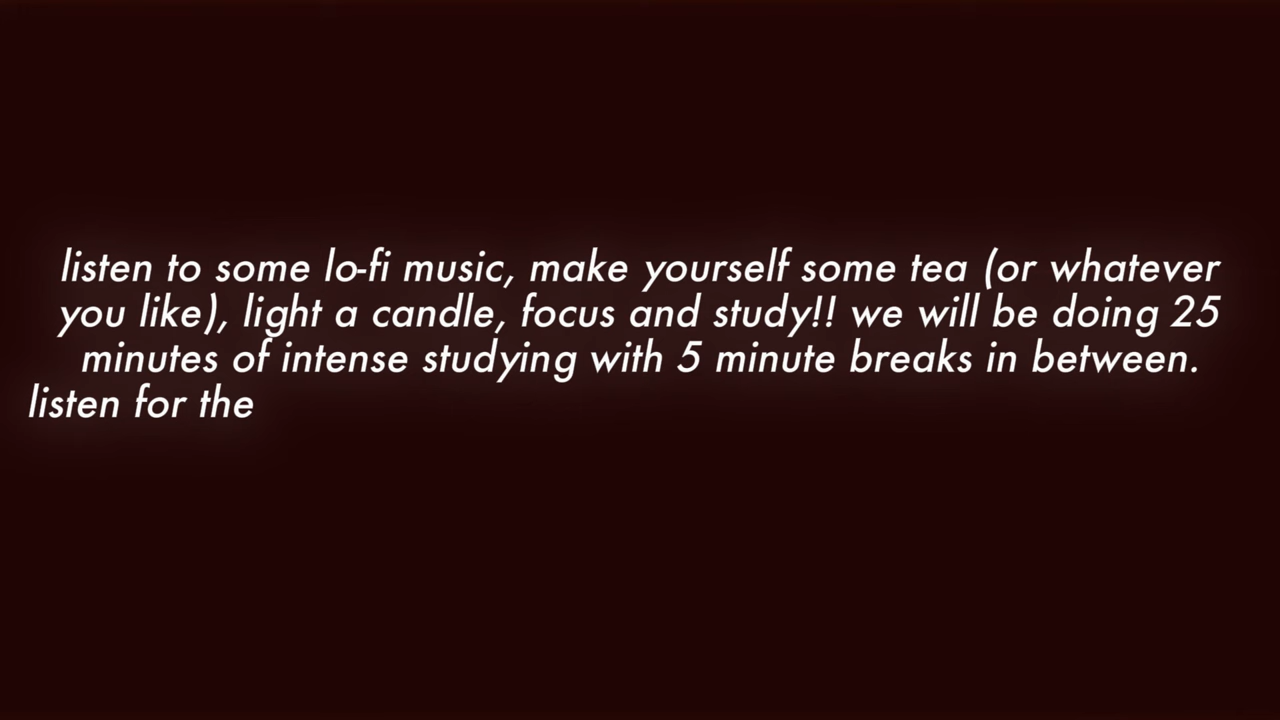 listen to some lo-fi music, make yourself some tea (or whatever
you like), light a candle, focus and study!! we will be doing 25
minutes of intense studying with 5 minute breaks in between.
listen for the